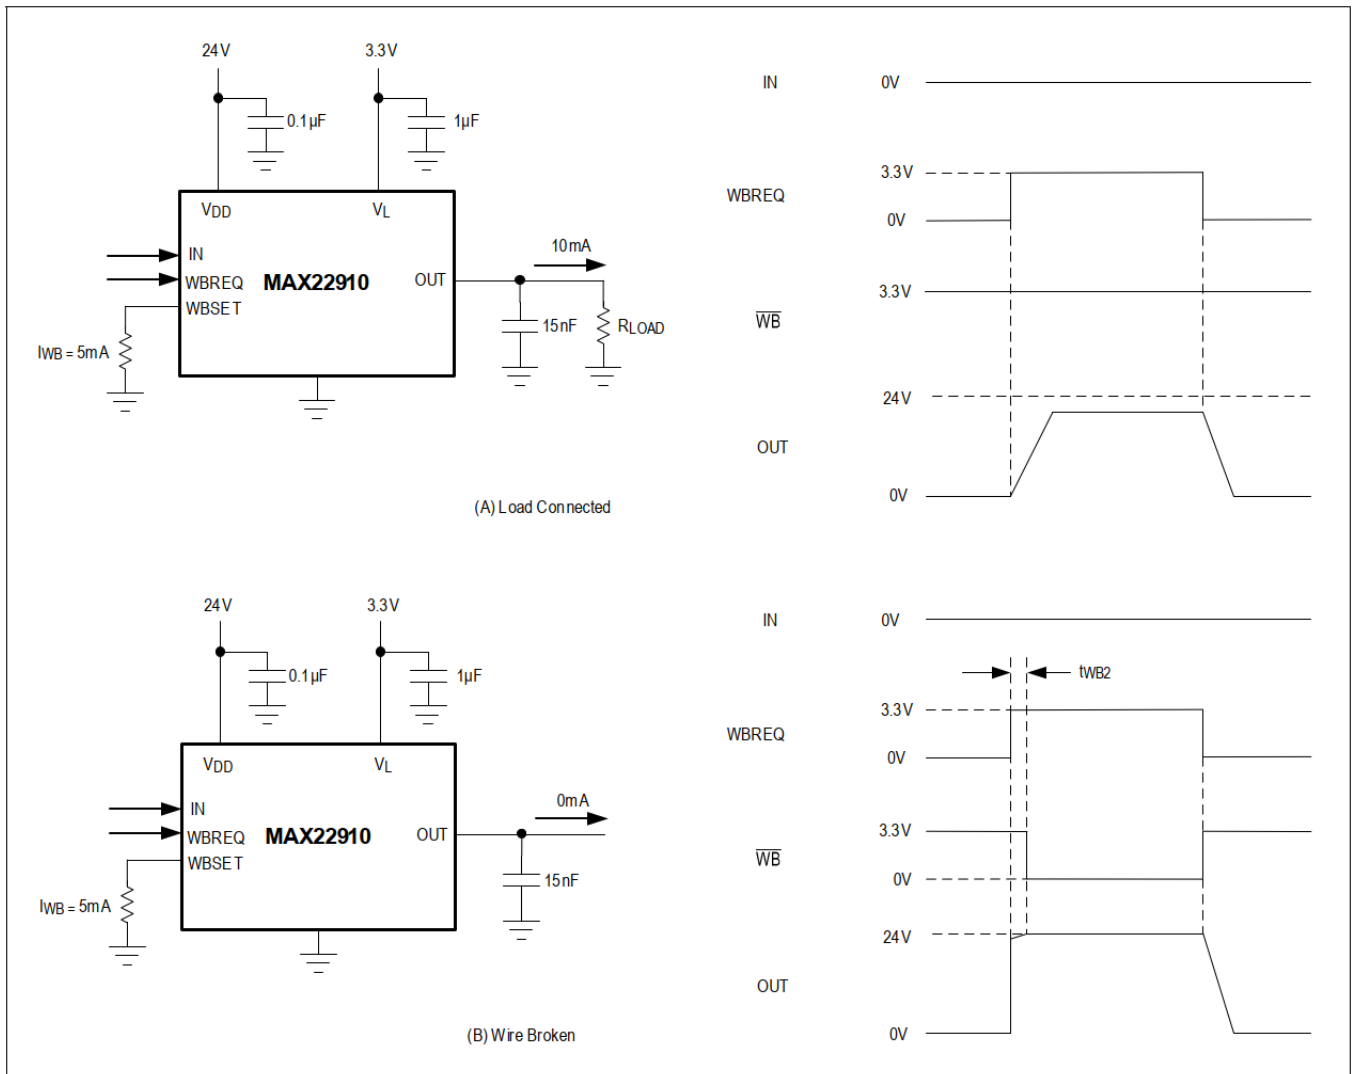 24V
3.3V
0.1µF
1µF
VDD
VL
IN
WBREQ
WBSET
MAX22910
OUT
10mA
15nF
RLOAD
IWB = 5mA
(A) Load Connected
IN
0V
WBREQ
3.3V
0V
WB
3.3V
OUT
24V
0V
24V
3.3V
0.1µF
1µF
VDD
VL
IN
WBREQ
WBSET
MAX22910
OUT
0mA
15nF
IWB = 5mA
(B) Wire Broken
IN
0V
tWB2
WBREQ
3.3V
0V
WB
3.3V
0V
OUT
24V
0V